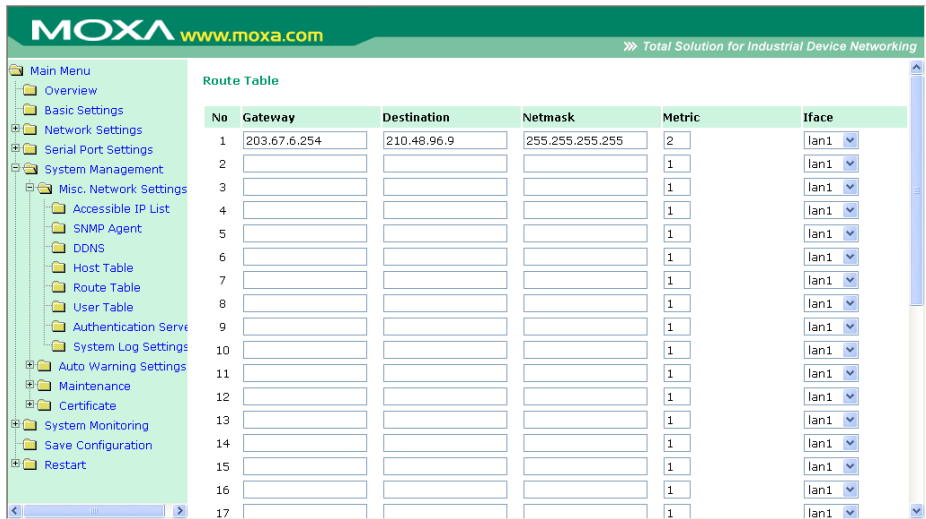 MOXA www.moxa.com
Total Solution for Industrial Device Networking
Main Menu
Overview
Basic Settings
Network Settings
Serial Port Settings
System Management
Misc. Network Settings
Accessible IP List
SNMP Agent
DDNS
Host Table
Route Table
User Table
Authentication Serve
System Log Settings
Auto Warning Settings
Maintenance
Certificate
System Monitoring
Save Configuration
Restart
Route Table
No Gateway Destination Netmask Metric Iface
1 203.67.6.254 210.48.96.9 255.255.255.255 2 lan1
2 1 lan1
3 1 lan1
4 1 lan1
5 1 lan1
6 1 lan1
7 1 lan1
8 1 lan1
9 1 lan1
10 1 lan1
11 1 lan1
12 1 lan1
13 1 lan1
14 1 lan1
15 1 lan1
16 1 lan1
17 1 lan1